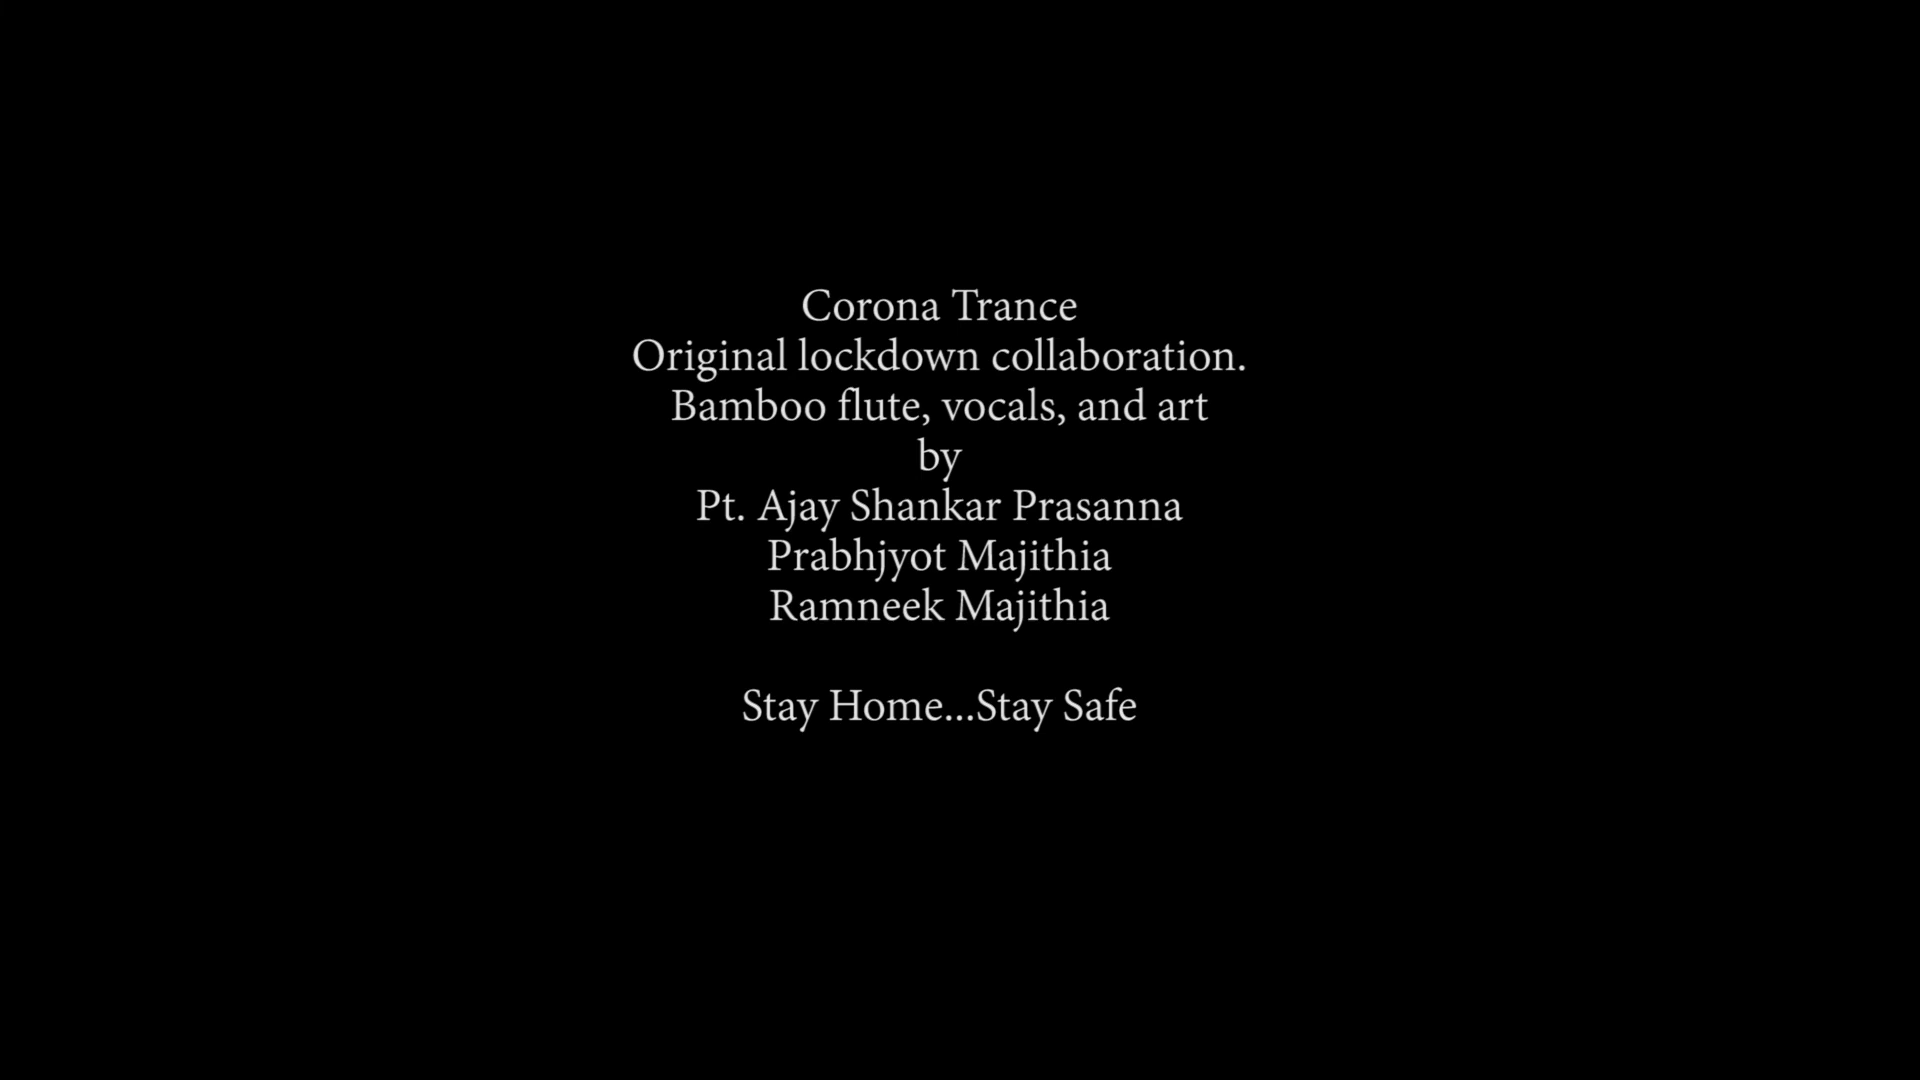 Corona Trance
Original lockdown collaboration.
Bamboo flute, vocals, and art
by
Pt. Ajay Shankar Prasanna
Prabhjyot Majithia
Ramneek Majithia
Stay Home...Stay Safe